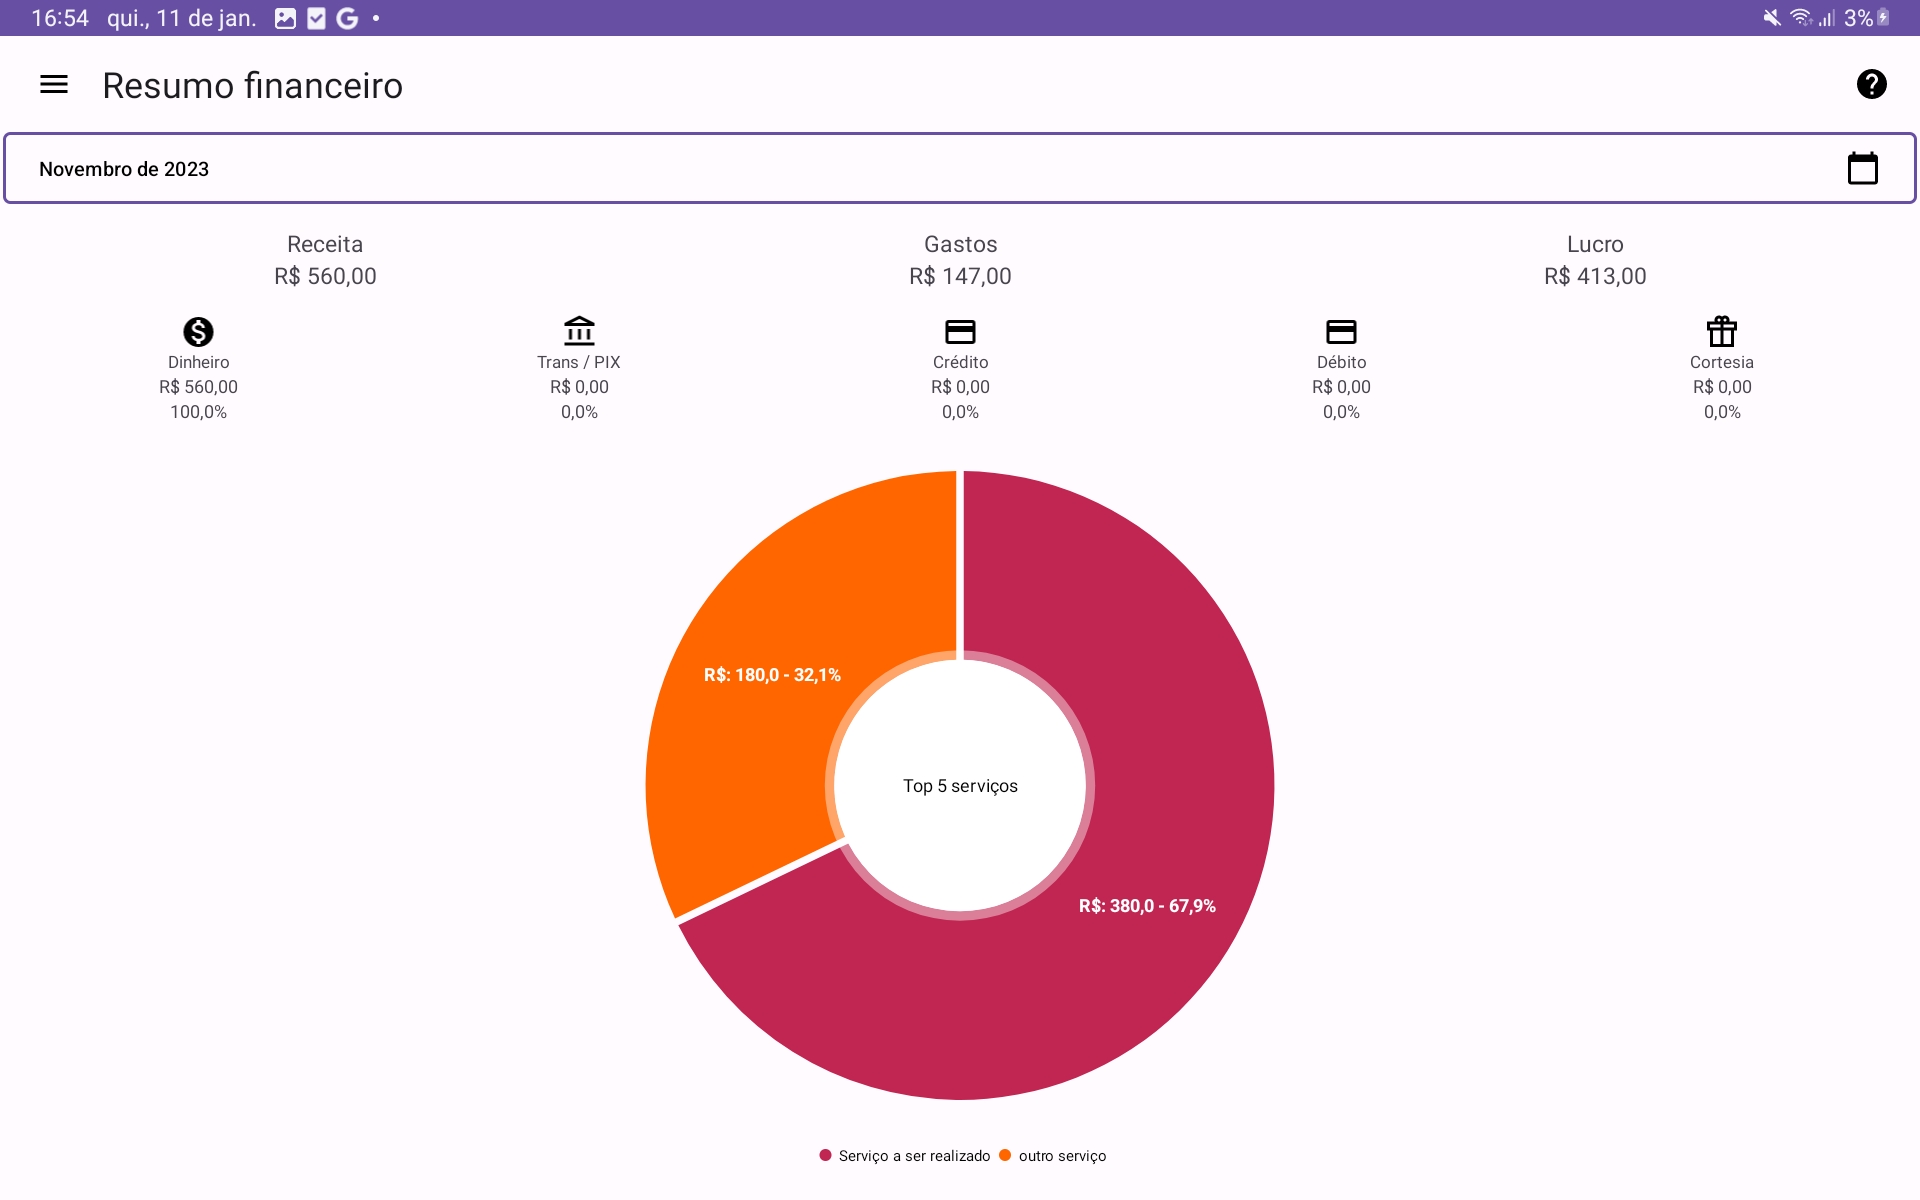 16:54 qui., 11 de jan.
3%
Resumo financeiro
Novembro de 2023
Receita
R$ 560,00
Gastos
R$ 147,00
Lucro
R$ 413,00
Dinheiro
R$ 560,00
100,0%
Trans / PIX
R$ 0,00
0,0%
Crédito
R$ 0,00
0,0%
Débito
R$ 0,00
0,0%
Cortesia
R$ 0,00
0,0%
R$: 180,0 - 32,1%
Top 5 serviços
R$: 380,0 - 67,9%
Serviço a ser realizado
outro serviço